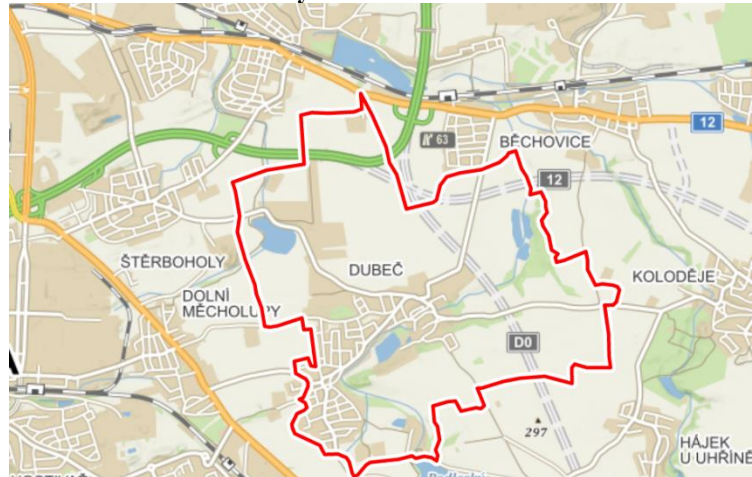 12
63
BĚCHOVICE
12
ŠTĚRBOHOLY
DUBEČ
KOLODĚJE
DOLNÍ
MĚCHOLUPY
D0
297
HÁJEK
U UHŘÍNĚ